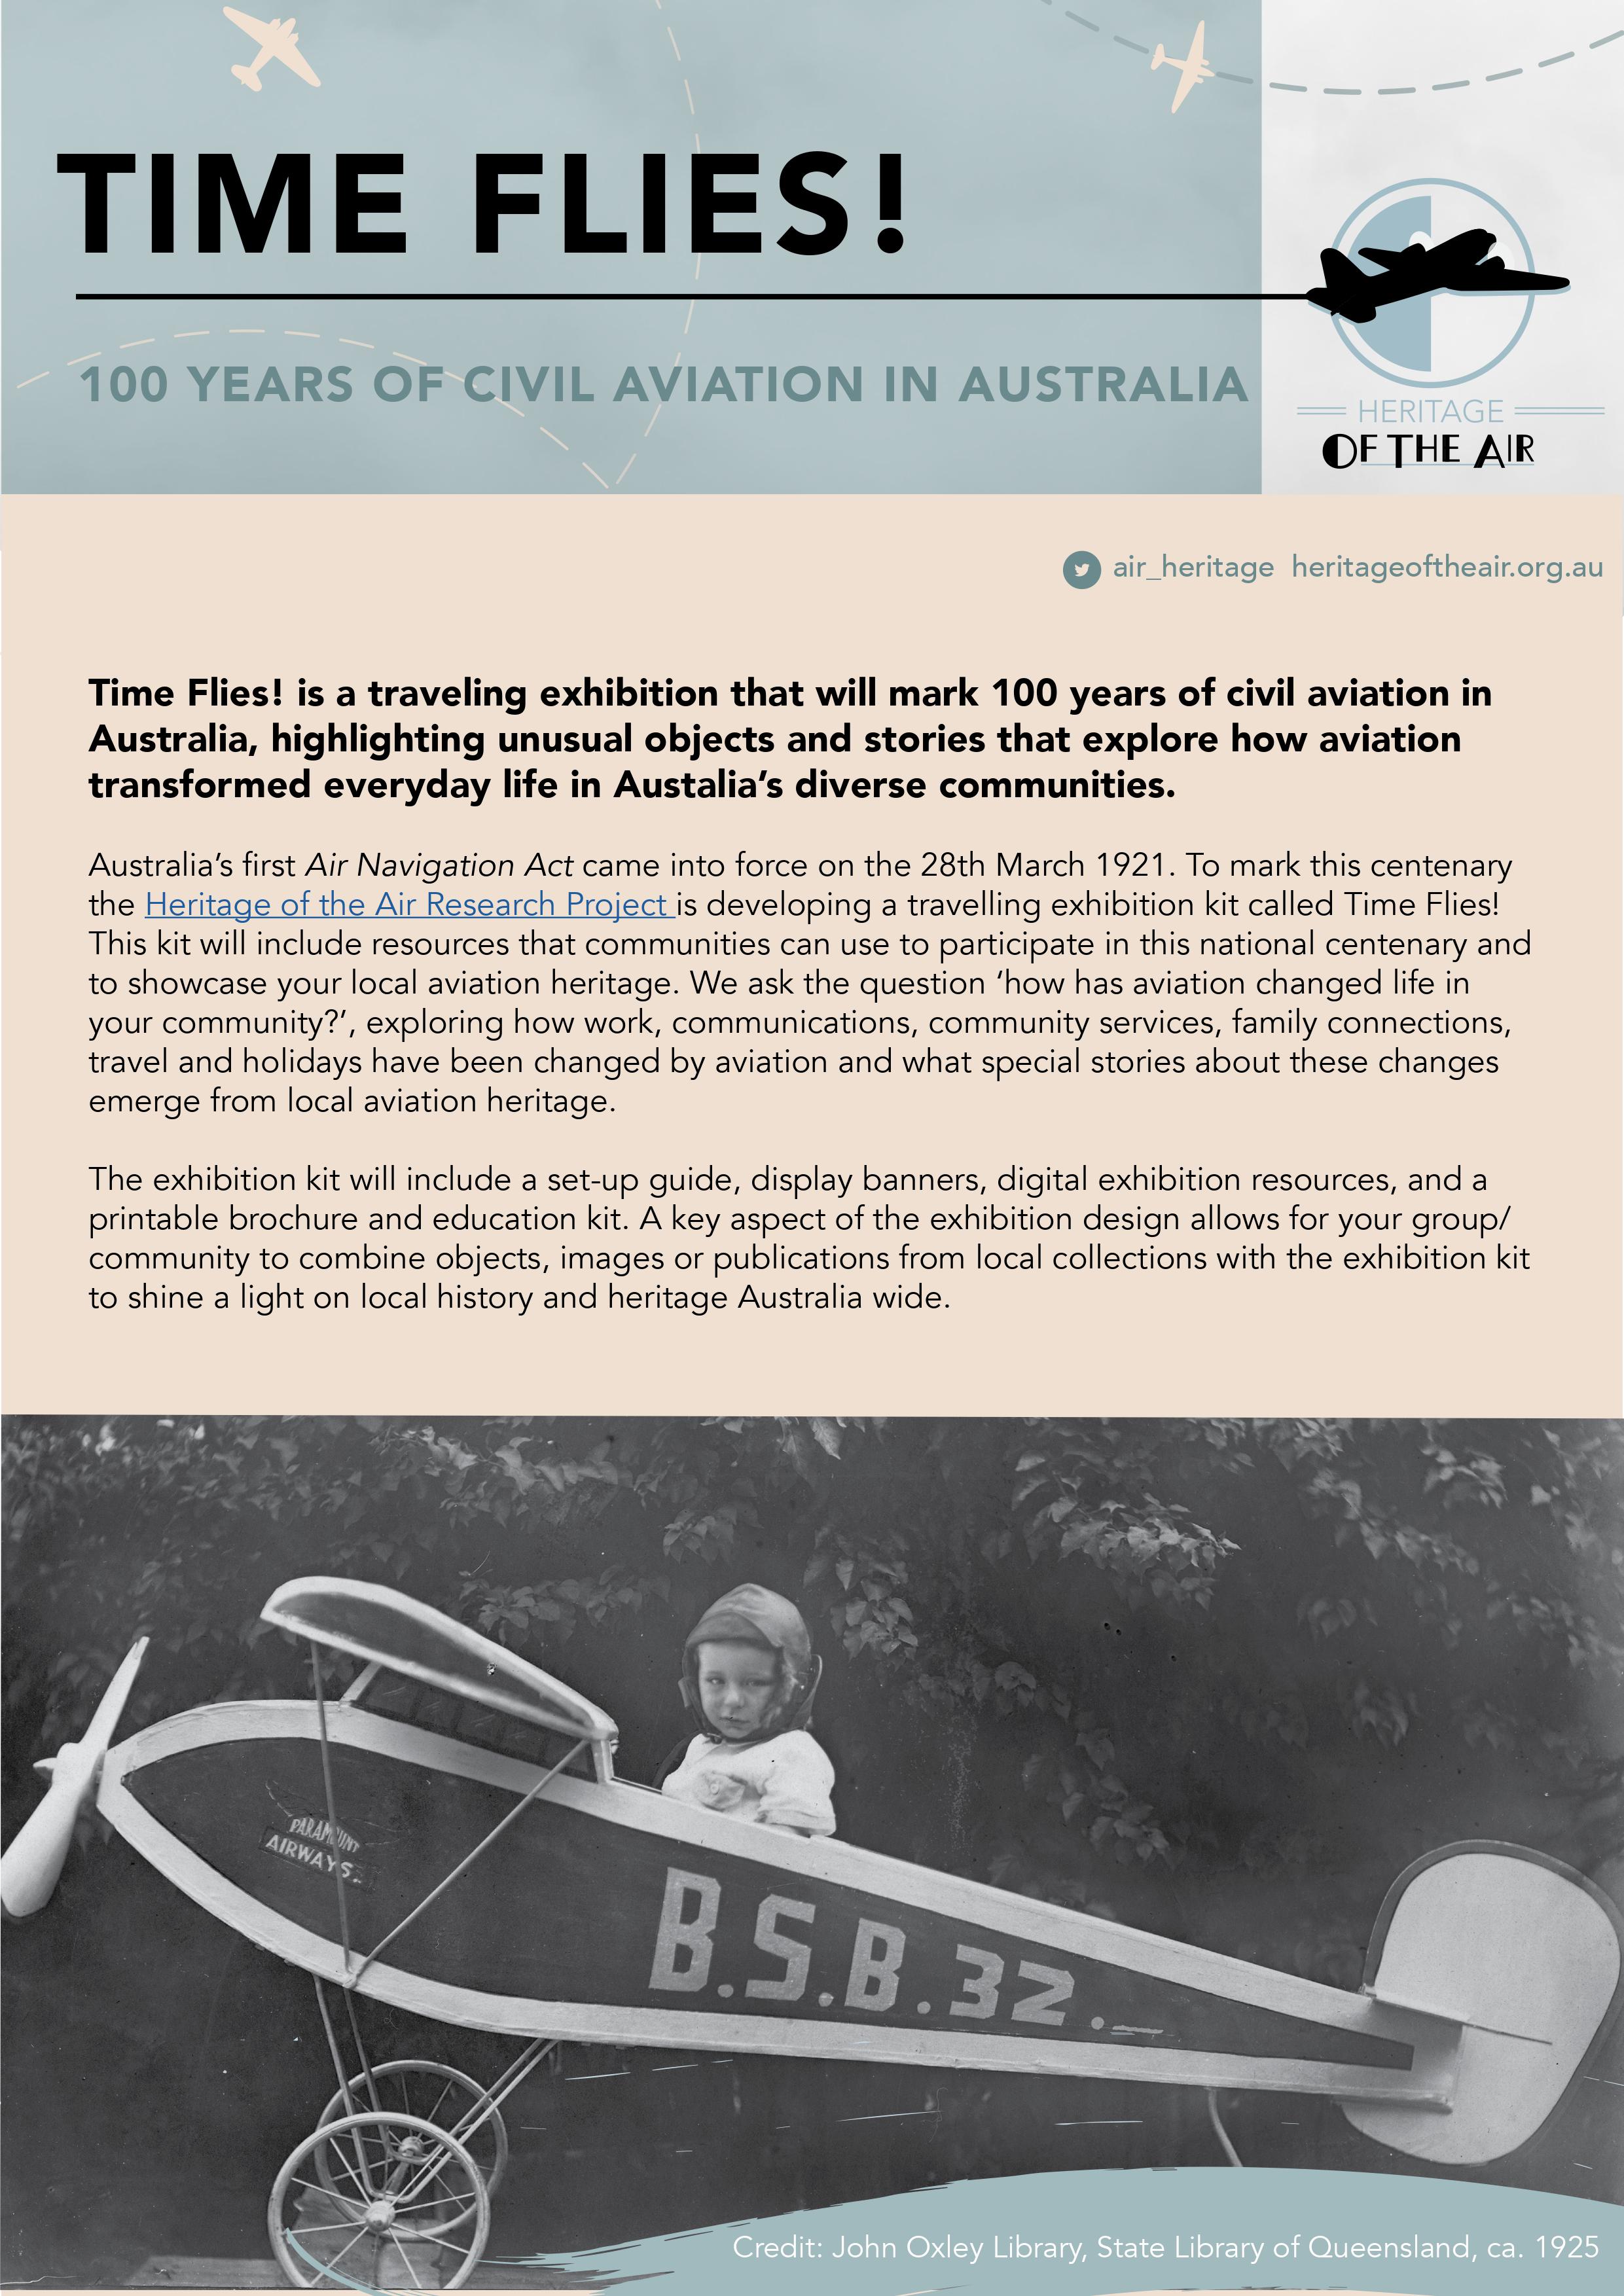 TIME FLIES!
100 YEARS OF CIVIL AVIATION IN AUSTRALIA
HERITAGE
OF THE AIR
air_heritage heritageoftheair.org.au
Time Flies! is a traveling exhibition that will mark 100 years of civil aviation in
Australia, highlighting unusual objects and stories that explore how aviation
transformed everyday life in Austalia’s diverse communities.
Australia’s first Air Navigation Act came into force on the 28th March 1921. To mark this centenary
the Heritage of the Air Research Project is developing a travelling exhibition kit called Time Flies!
This kit will include resources that communities can use to participate in this national centenary and
to showcase your local aviation heritage. We ask the question ‘how has aviation changed life in
your community?’, exploring how work, communications, community services, family connections,
travel and holidays have been changed by aviation and what special stories about these changes
emerge from local aviation heritage.
The exhibition kit will include a set-up guide, display banners, digital exhibition resources, and a
printable brochure and education kit. A key aspect of the exhibition design allows for your group/
community to combine objects, images or publications from local collections with the exhibition kit
to shine a light on local history and heritage Australia wide.
PARAMOUNT
AIRWAYS.
B.S.B.32.
Credit: John Oxley Library, State Library of Queensland, ca. 1925